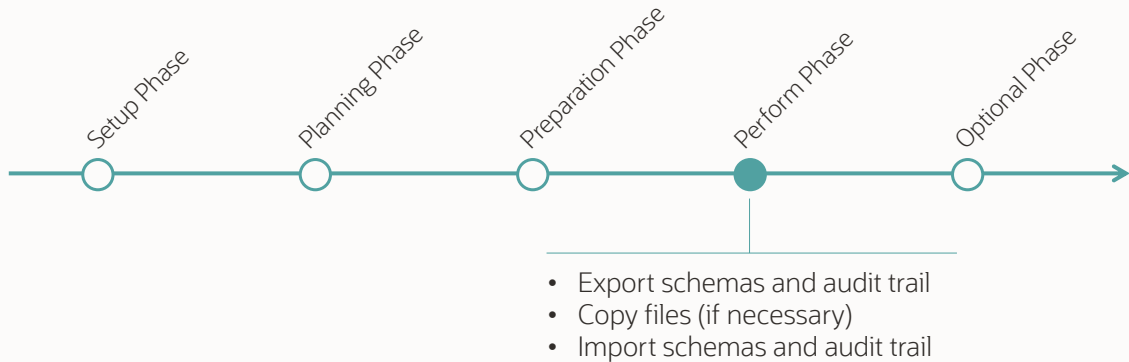 Setup Phase
Planning Phase
Preparation Phase
Perform Phase
Optional Phase
• Export schemas and audit trail
• Copy files (if necessary)
• Import schemas and audit trail